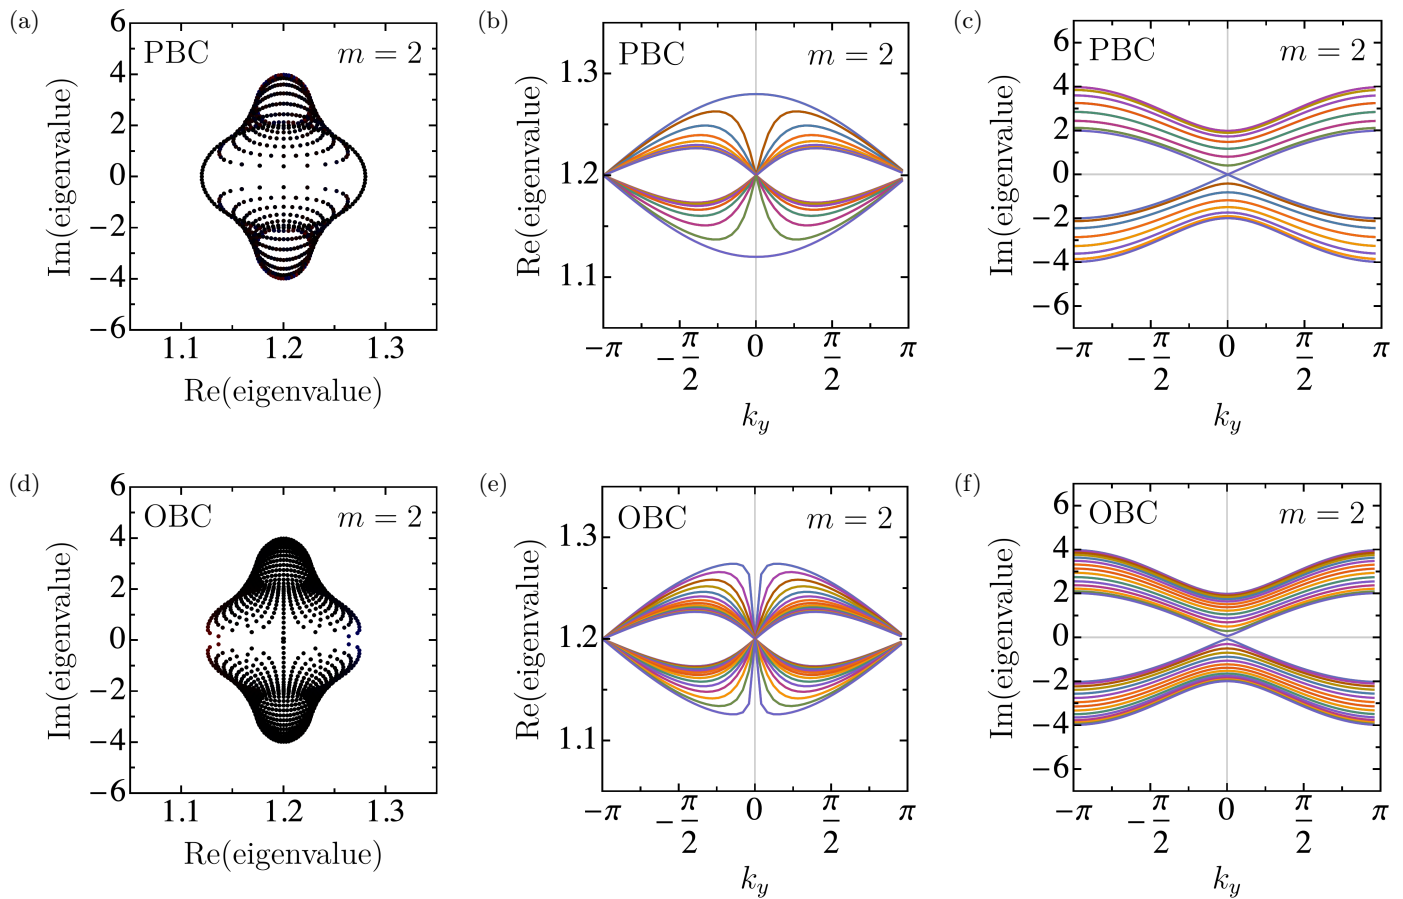 (a)
PBC
m = 2
6
4
2
0
−2
−4
−6
1.1
1.2
1.3
Im(eigenvalue)
Re(eigenvalue)
(b)
PBC
m = 2
1.3
1.2
1.1
−π
−π/2
0
π/2
π
Re(eigenvalue)
k_y
(c)
PBC
m = 2
6
4
2
0
−2
−4
−6
−π
−π/2
0
π/2
π
Im(eigenvalue)
k_y
(d)
OBC
m = 2
6
4
2
0
−2
−4
−6
1.1
1.2
1.3
Im(eigenvalue)
Re(eigenvalue)
(e)
OBC
m = 2
1.3
1.2
1.1
−π
−π/2
0
π/2
π
Re(eigenvalue)
k_y
(f)
OBC
m = 2
6
4
2
0
−2
−4
−6
−π
−π/2
0
π/2
π
Im(eigenvalue)
k_y